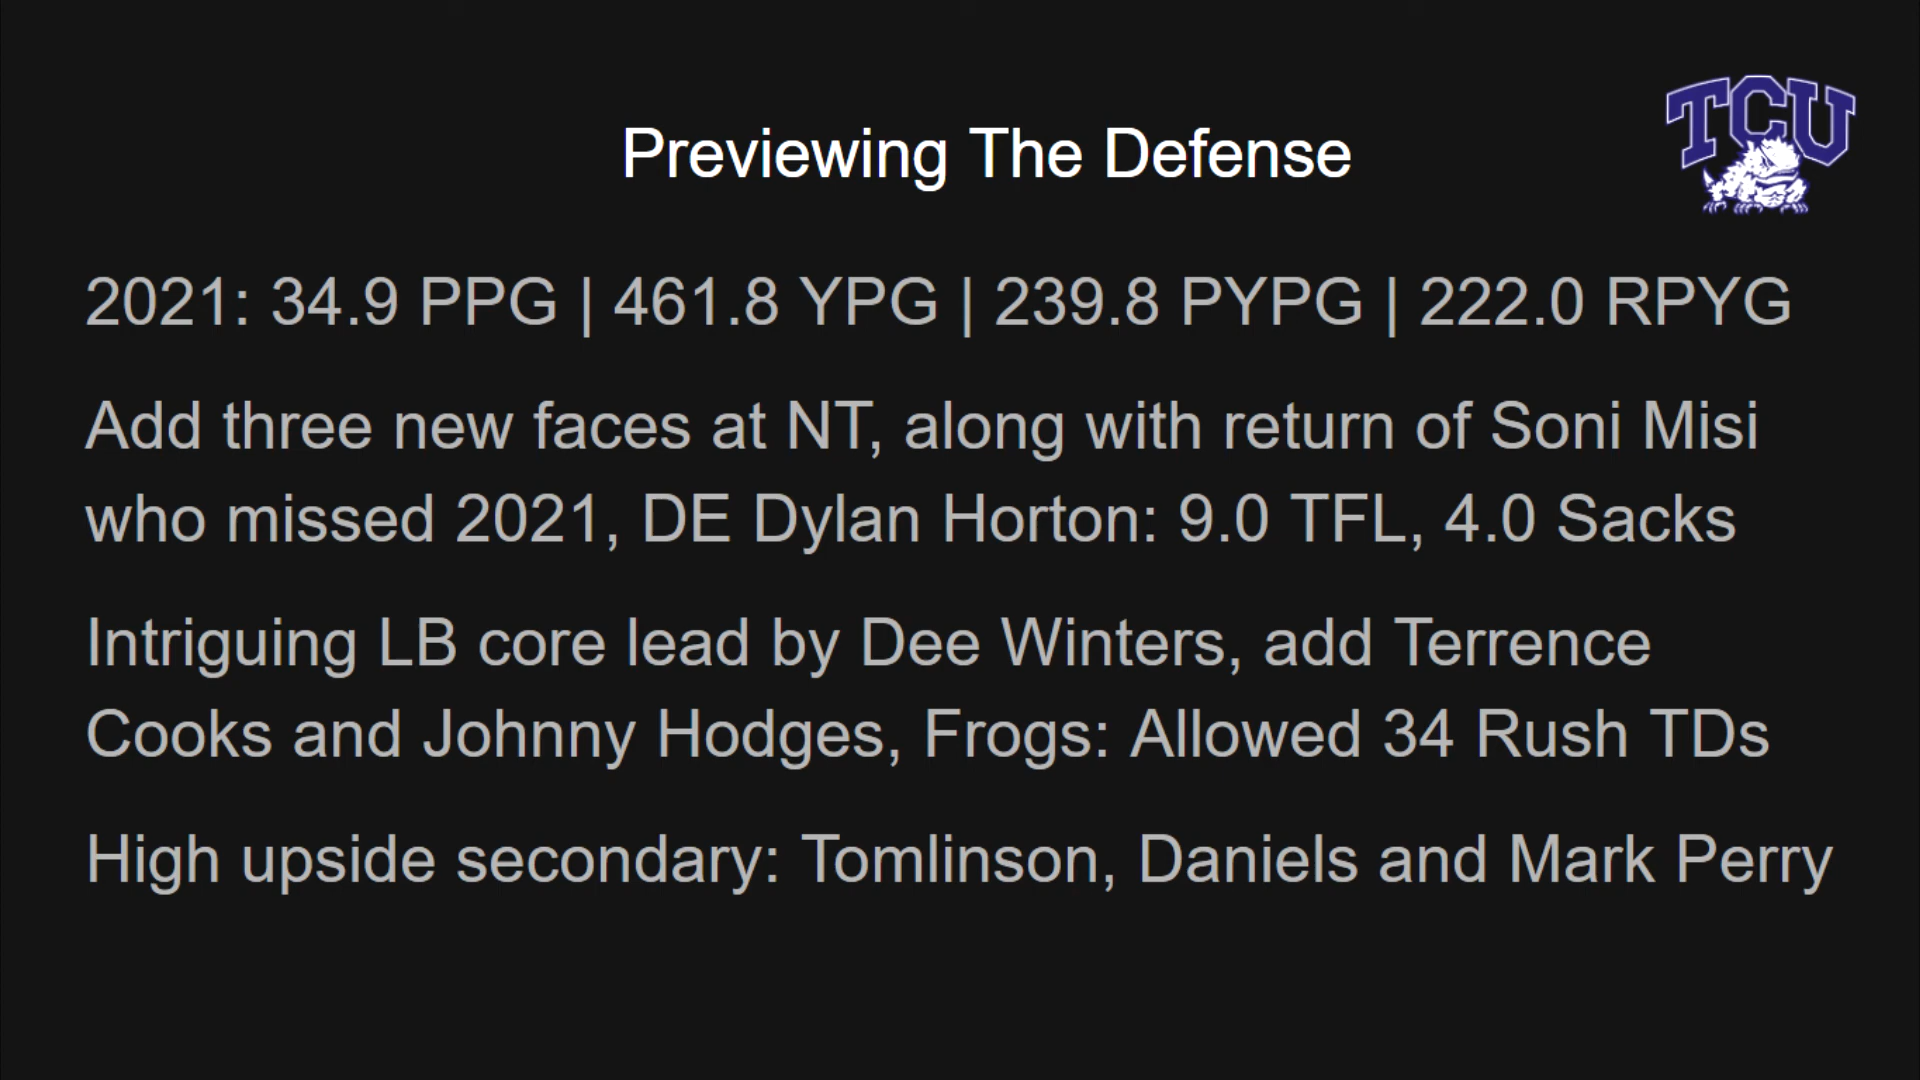 TCU
Previewing The Defense
2021: 34.9 PPG | 461.8 YPG | 239.8 PYPG | 222.0 RPYG
Add three new faces at NT, along with return of Soni Misi
who missed 2021, DE Dylan Horton: 9.0 TFL, 4.0 Sacks
Intriguing LB core lead by Dee Winters, add Terrence
Cooks and Johnny Hodges, Frogs: Allowed 34 Rush TDs
High upside secondary: Tomlinson, Daniels and Mark Perry